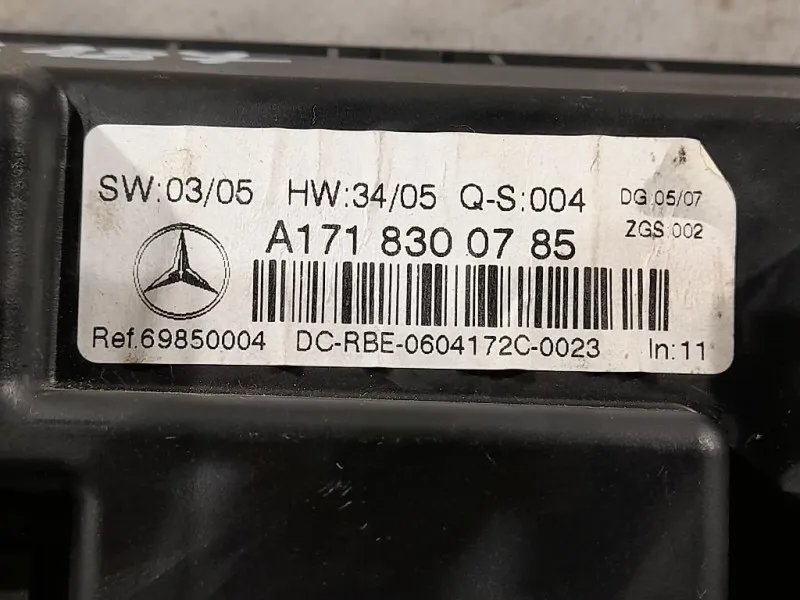 SW:03/05 HW:34/05 Q-S:004 DG:05/07
ZGS:002
A171 830 07 85
Ref.69850004 DC-RBE-0604172C-0023 In:11